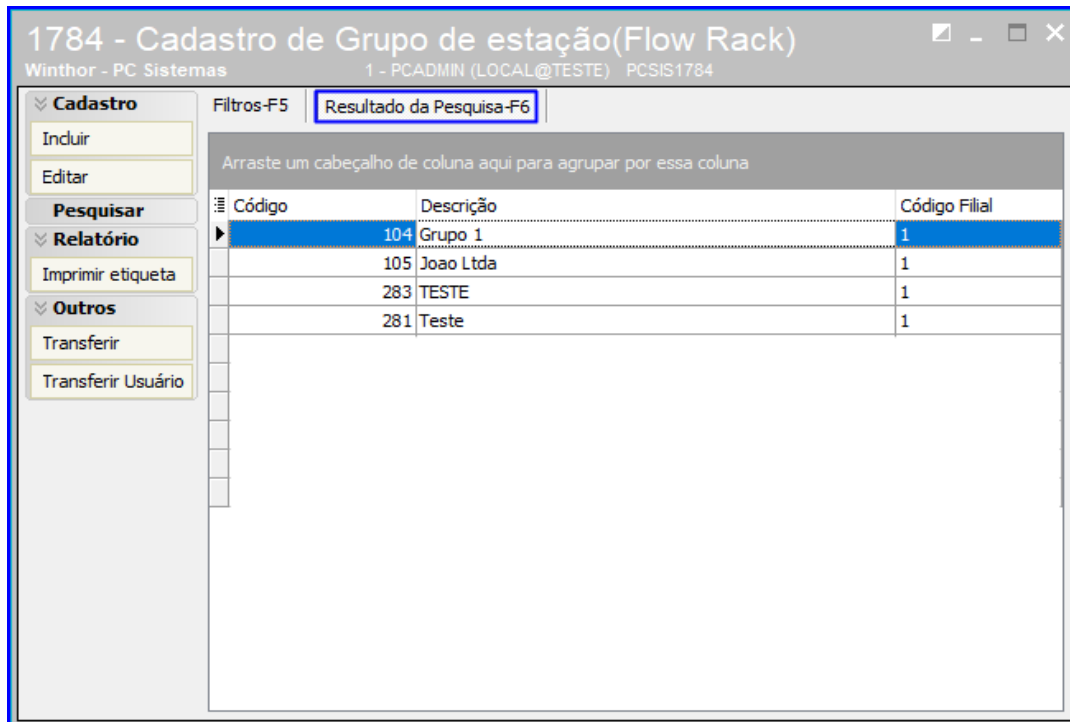 1784 - Cadastro de Grupo de estação(Flow Rack)
Winthor - PC Sistemas 1 - PCADMIN (LOCAL@TESTE) PCSIS1784
Cadastro
Incluir
Editar
Pesquisar
Relatório
Imprimir etiqueta
Outros
Transferir
Transferir Usuário
Filtros-F5 Resultado da Pesquisa-F6
Arraste um cabeçalho de coluna aqui para agrupar por essa coluna
Código Descrição Código Filial
104 Grupo 1 1
105 Joao Ltda 1
283 TESTE 1
281 Teste 1